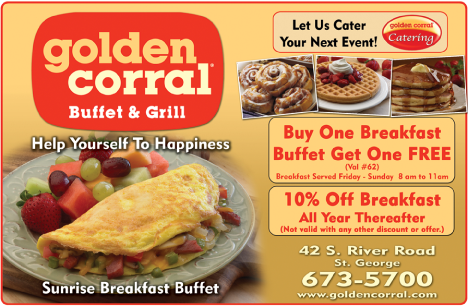 golden
corral®
Buffet & Grill
Help Yourself To Happiness
Sunrise Breakfast Buffet
Let Us Cater
Your Next Event!
golden corral
Catering
Buy One Breakfast
Buffet Get One FREE
(Val #62)
Breakfast Served Friday - Sunday 8 am to 11am
10% Off Breakfast
All Year Thereafter
(Not valid with any other discount or offer.)
42 S. River Road
St. George
673-5700
www.goldencorral.com